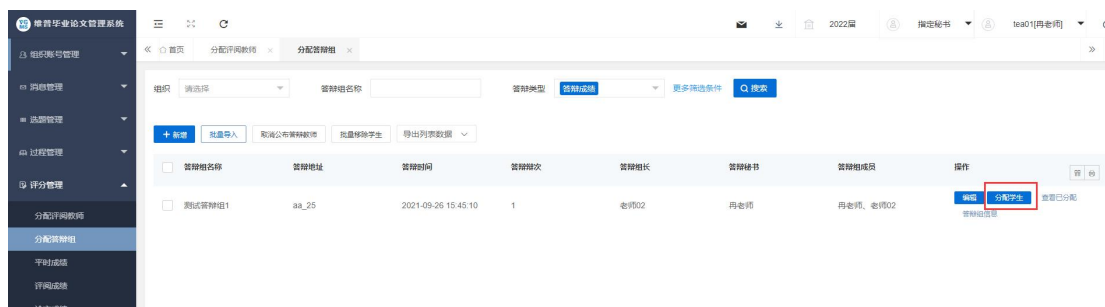 维普毕业论文管理系统
2022届 指定秘书 tea01[冉老师]
组织账号管理
首页 分配评阅教师 × 分配答辩组 ×
消息管理
组织 请选择 答辩组名称 答辩类型 答辩成绩 更多筛选条件 搜索
选题管理
+ 新增 批量导入 取消公布答辩教师 批量移除学生 导出列表数据
过程管理
答辩组名称 答辩地址 答辩时间 答辩辩次 答辩组长 答辩秘书 答辩组成员 操作
评分管理
测试答辩组1 aa_25 2021-09-26 15:45:10 1 老师02 冉老师 冉老师、老师02 编辑 分配学生 查看已分配
答辩组信息
分配评阅教师
分配答辩组
平时成绩
评阅成绩